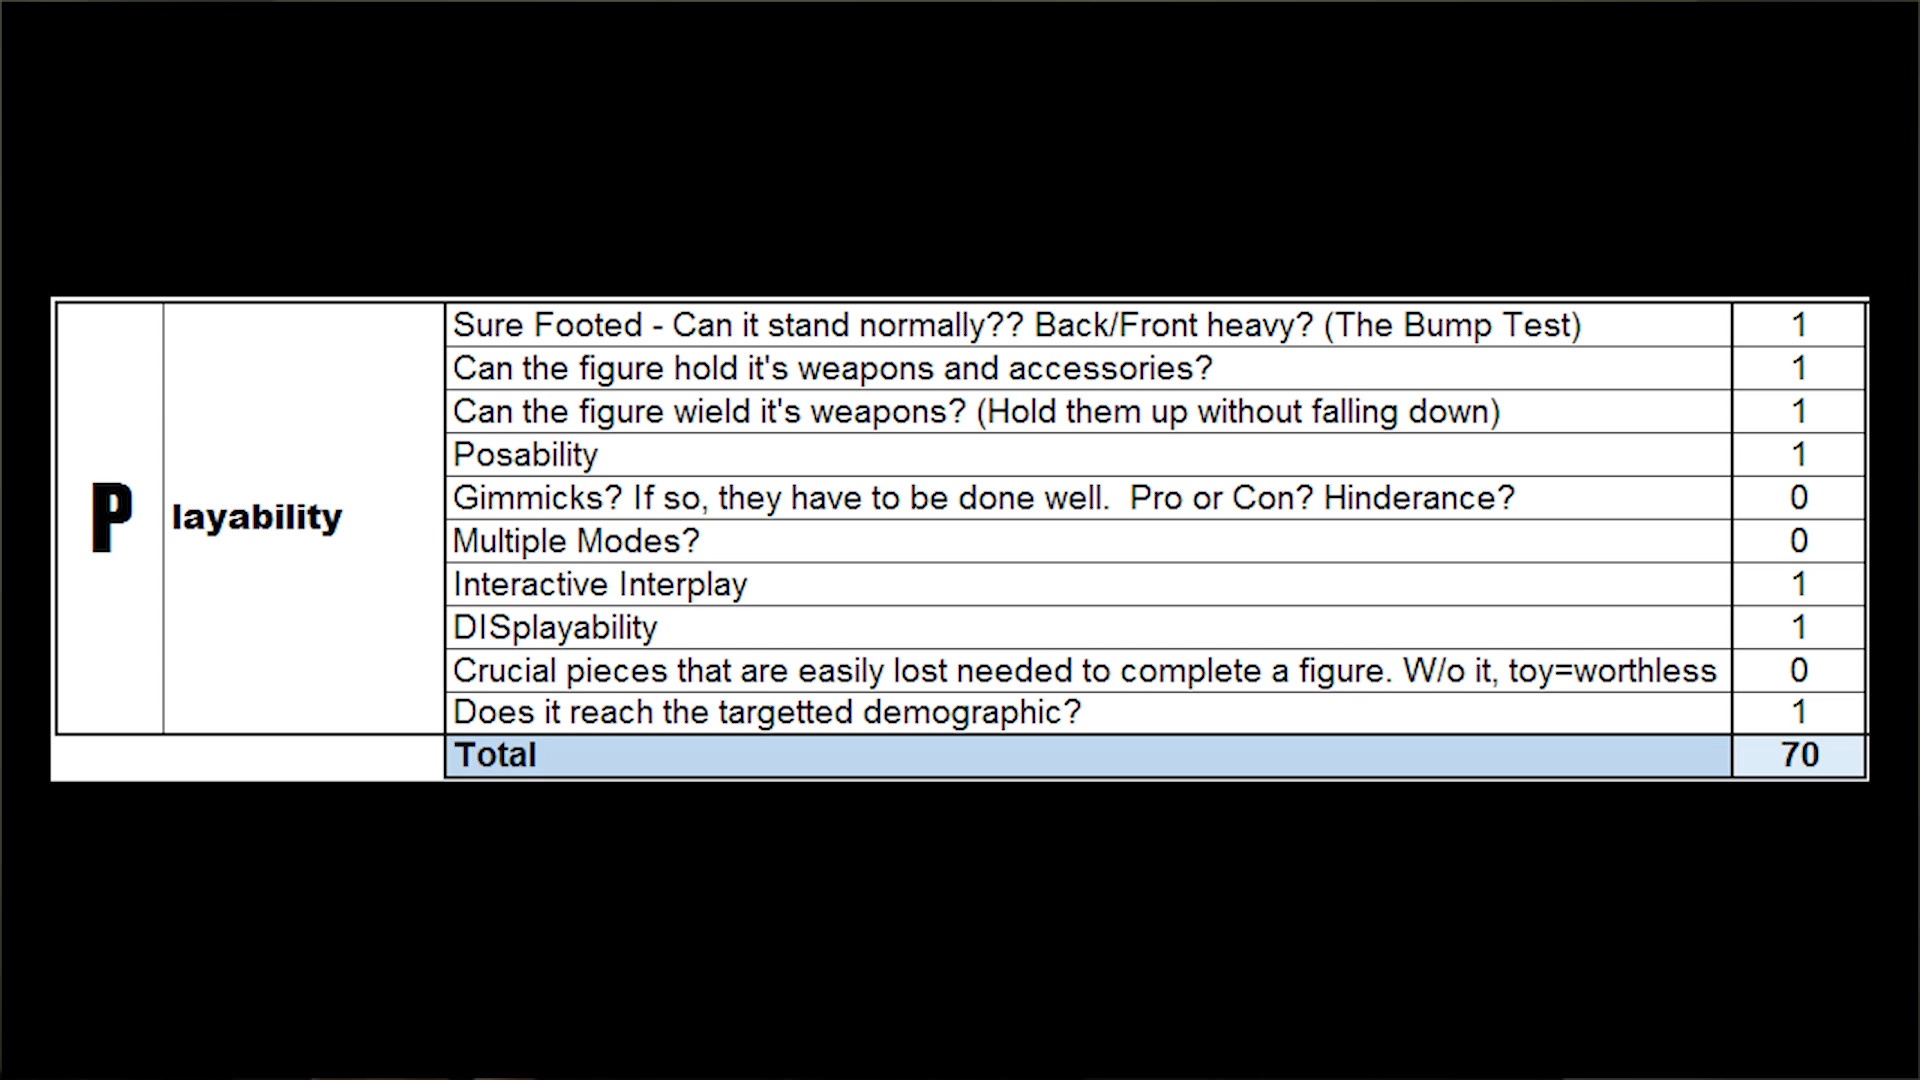 Sure Footed - Can it stand normally?? Back/Front heavy? (The Bump Test) 1
Can the figure hold it's weapons and accessories? 1
Can the figure wield it's weapons? (Hold them up without falling down) 1
Posability 1
Gimmicks? If so, they have to be done well. Pro or Con? Hinderance? 0
P layability
Multiple Modes? 0
Interactive Interplay 1
DISplayability 1
Crucial pieces that are easily lost needed to complete a figure. W/o it, toy=worthless 0
Does it reach the targetted demographic? 1
Total 70